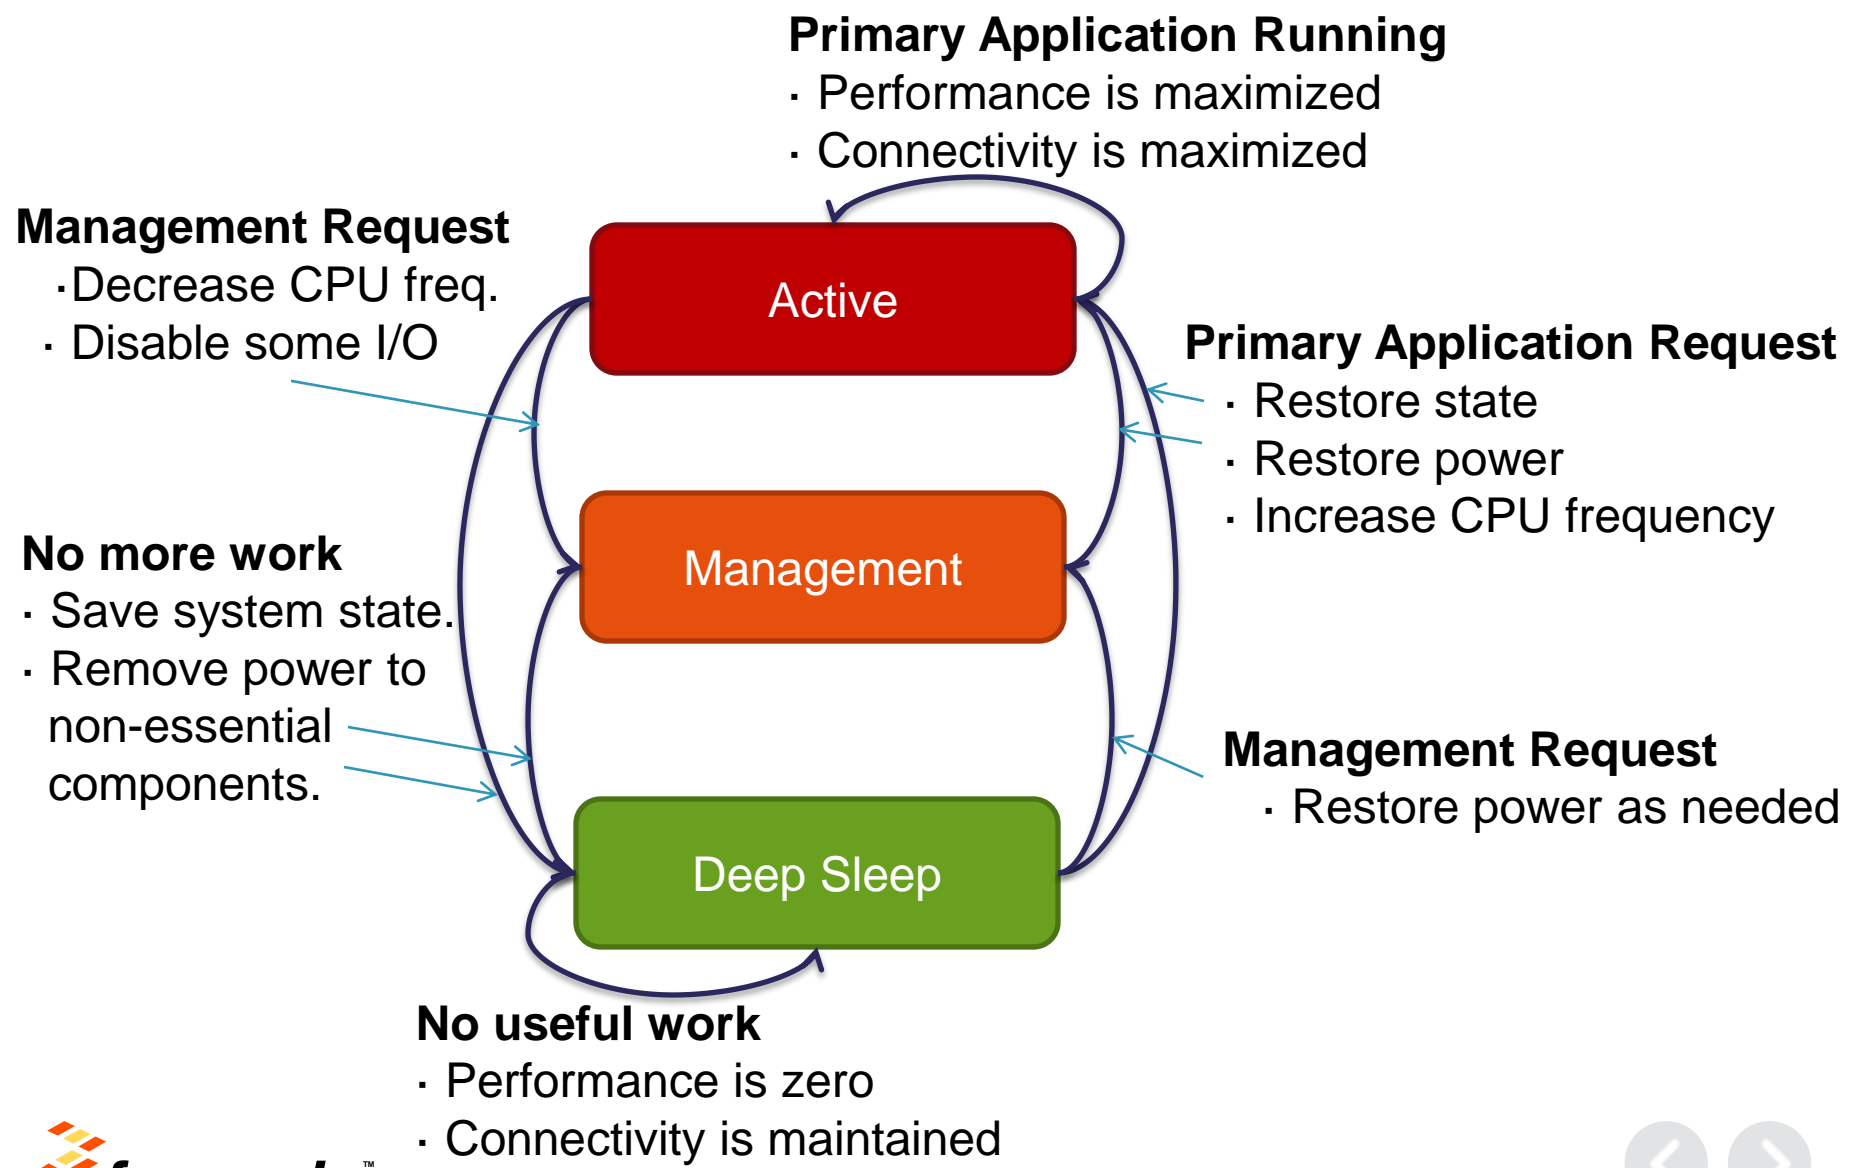 Primary Application Running
· Performance is maximized
· Connectivity is maximized
Management Request
·Decrease CPU freq.
· Disable some I/O
Active
Primary Application Request
· Restore state
· Restore power
· Increase CPU frequency
No more work
· Save system state.
· Remove power to
non-essential
components.
Management
Management Request
· Restore power as needed
Deep Sleep
No useful work
· Performance is zero
· Connectivity is maintained
™